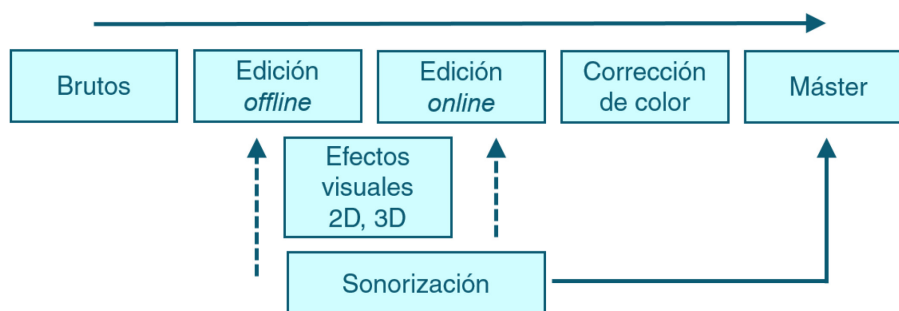 Brutos
Edición
offline
Edición
online
Corrección
de color
Máster
Efectos
visuales
2D, 3D
Sonorización